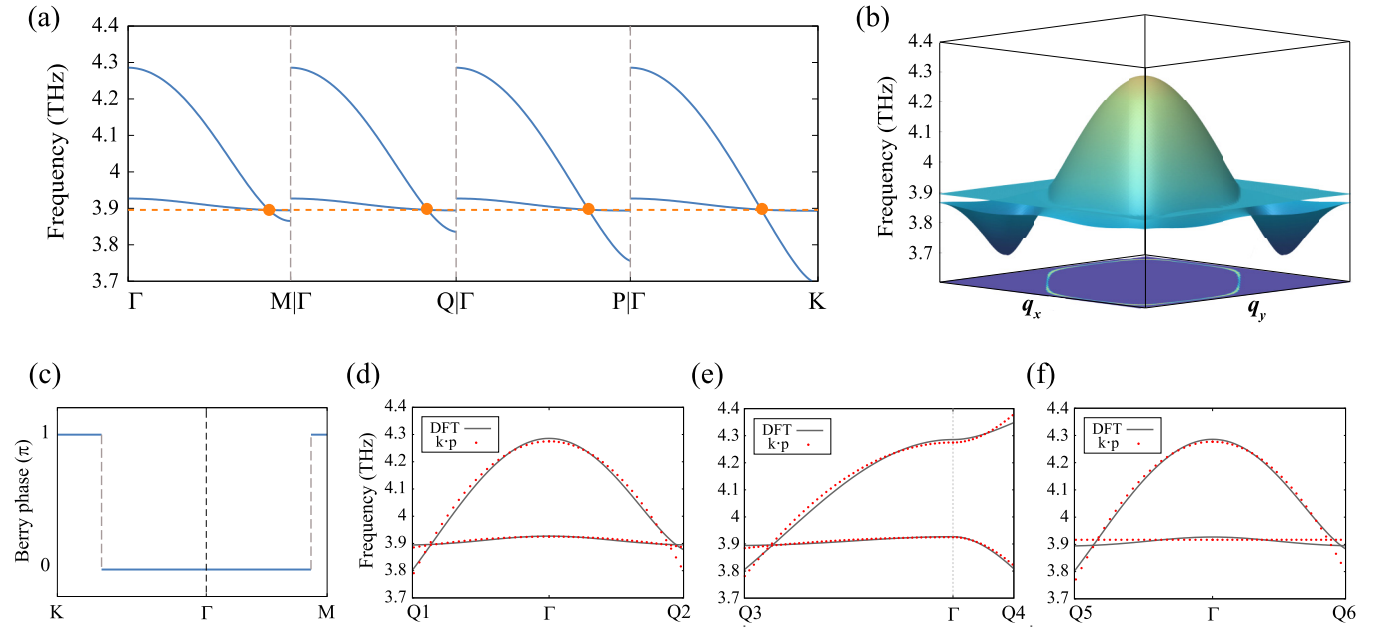 (a)
Frequency (THz)
4.4
4.3
4.2
4.1
4
3.9
3.8
3.7
Γ M|Γ Q|Γ P|Γ K
(b)
Frequency (THz)
4.4
4.3
4.2
4.1
4
3.9
3.8
3.7
qx qy
(c)
Berry phase (π)
1
0
K Γ M
(d)
Frequency (THz)
4.4
4.3
4.2
4.1
4
3.9
3.8
3.7
DFT
k·p
Q1 Γ Q2
(e)
4.4
4.3
4.2
4.1
4
3.9
3.8
3.7
DFT
k·p
Q3 Γ Q4
(f)
4.4
4.3
4.2
4.1
4
3.9
3.8
3.7
DFT
k·p
Q5 Γ Q6